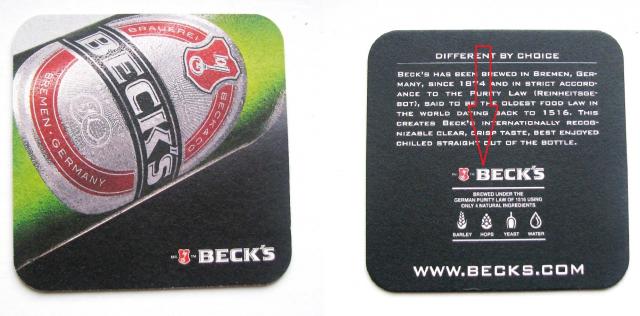 BRAUEREI
BECK & CO
BECK'S
BREMEN · GERMANY
BECK'S
DIFFERENT BY CHOICE
BECK'S HAS BEEN BREWED IN BREMEN, GER-
MANY, SINCE 1874 AND IN STRICT ACCORD-
ANCE TO THE PURITY LAW (REINHEITSGE-
BOT), SAID TO BE THE OLDEST FOOD LAW IN
THE WORLD DATING BACK TO 1516. THIS
CREATES BECK'S INTERNATIONALLY RECOG-
NIZABLE CLEAR, CRISP TASTE, BEST ENJOYED
CHILLED STRAIGHT OUT OF THE BOTTLE.
BECK'S
BREWED UNDER THE
GERMAN PURITY LAW OF 1516 USING
ONLY 4 NATURAL INGREDIENTS
BARLEY HOPS YEAST WATER
WWW.BECKS.COM